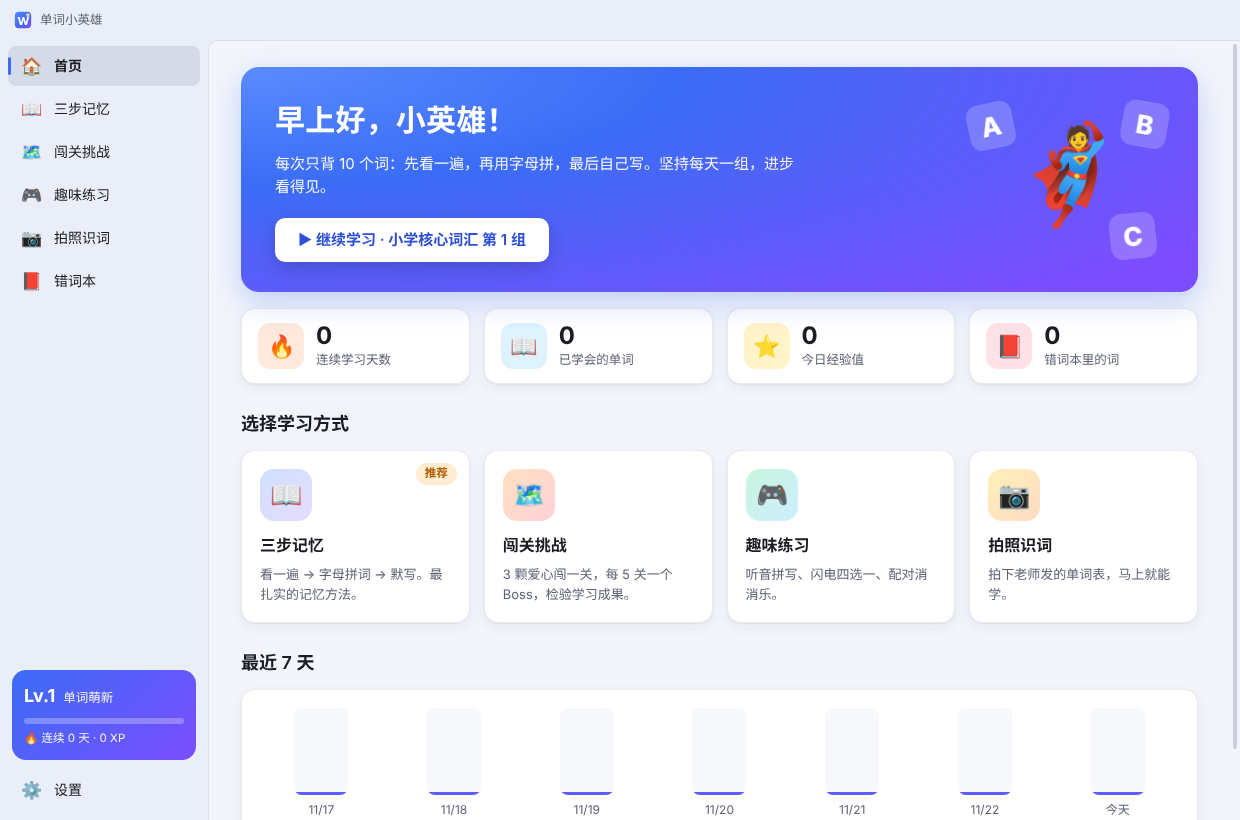 单词小英雄
首页
三步记忆
闯关挑战
趣味练习
拍照识词
错词本
Lv.1 单词萌新
连续 0 天 · 0 XP
设置
早上好，小英雄！
每次只背 10 个词：先看一遍，再用字母拼，最后自己写。坚持每天一组，进步
看得见。
▶ 继续学习 · 小学核心词汇 第 1 组
A
B
C
0
连续学习天数
0
已学会的单词
0
今日经验值
0
错词本里的词
选择学习方式
推荐
三步记忆
看一遍 → 字母拼词 → 默写。最
扎实的记忆方法。
闯关挑战
3 颗爱心闯一关，每 5 关一个
Boss，检验学习成果。
趣味练习
听音拼写、闪电四选一、配对消
消乐。
拍照识词
拍下老师发的单词表，马上就能
学。
最近 7 天
11/17
11/18
11/19
11/20
11/21
11/22
今天